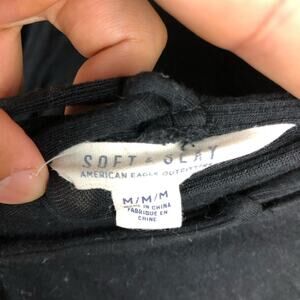 SOFT & SEXY
AMERICAN EAGLE OUTFITTERS
M/M/M
MADE IN CHINA
FABRIQUÉ EN
CHINE